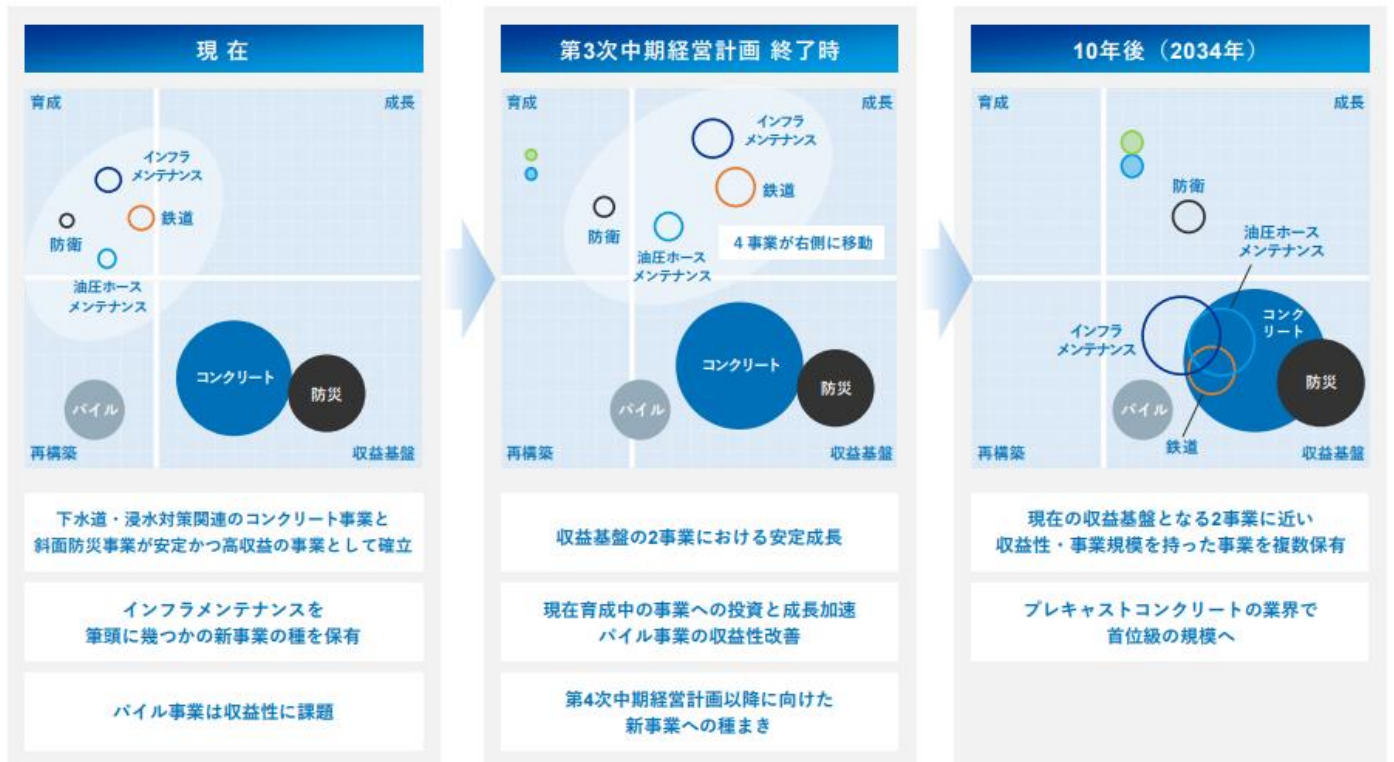 現在
育成
成長
インフラ
メンテナンス
鉄道
防衛
油圧ホース
メンテナンス
コンクリート
防災
パイル
再構築
収益基盤
下水道・浸水対策関連のコンクリート事業と
斜面防災事業が安定かつ高収益の事業として確立
インフラメンテナンスを
筆頭に幾つかの新事業の種を保有
パイル事業は収益性に課題
第3次中期経営計画 終了時
育成
成長
インフラ
メンテナンス
鉄道
防衛
4事業が右側に移動
油圧ホース
メンテナンス
コンクリート
防災
パイル
再構築
収益基盤
収益基盤の2事業における安定成長
現在育成中の事業への投資と成長加速
パイル事業の収益性改善
第4次中期経営計画以降に向けた
新事業への種まき
10年後（2034年）
育成
成長
防衛
油圧ホース
メンテナンス
コンク
リート
インフラ
メンテナンス
防災
パイル
鉄道
再構築
収益基盤
現在の収益基盤となる2事業に近い
収益性・事業規模を持った事業を複数保有
プレキャストコンクリートの業界で
首位級の規模へ